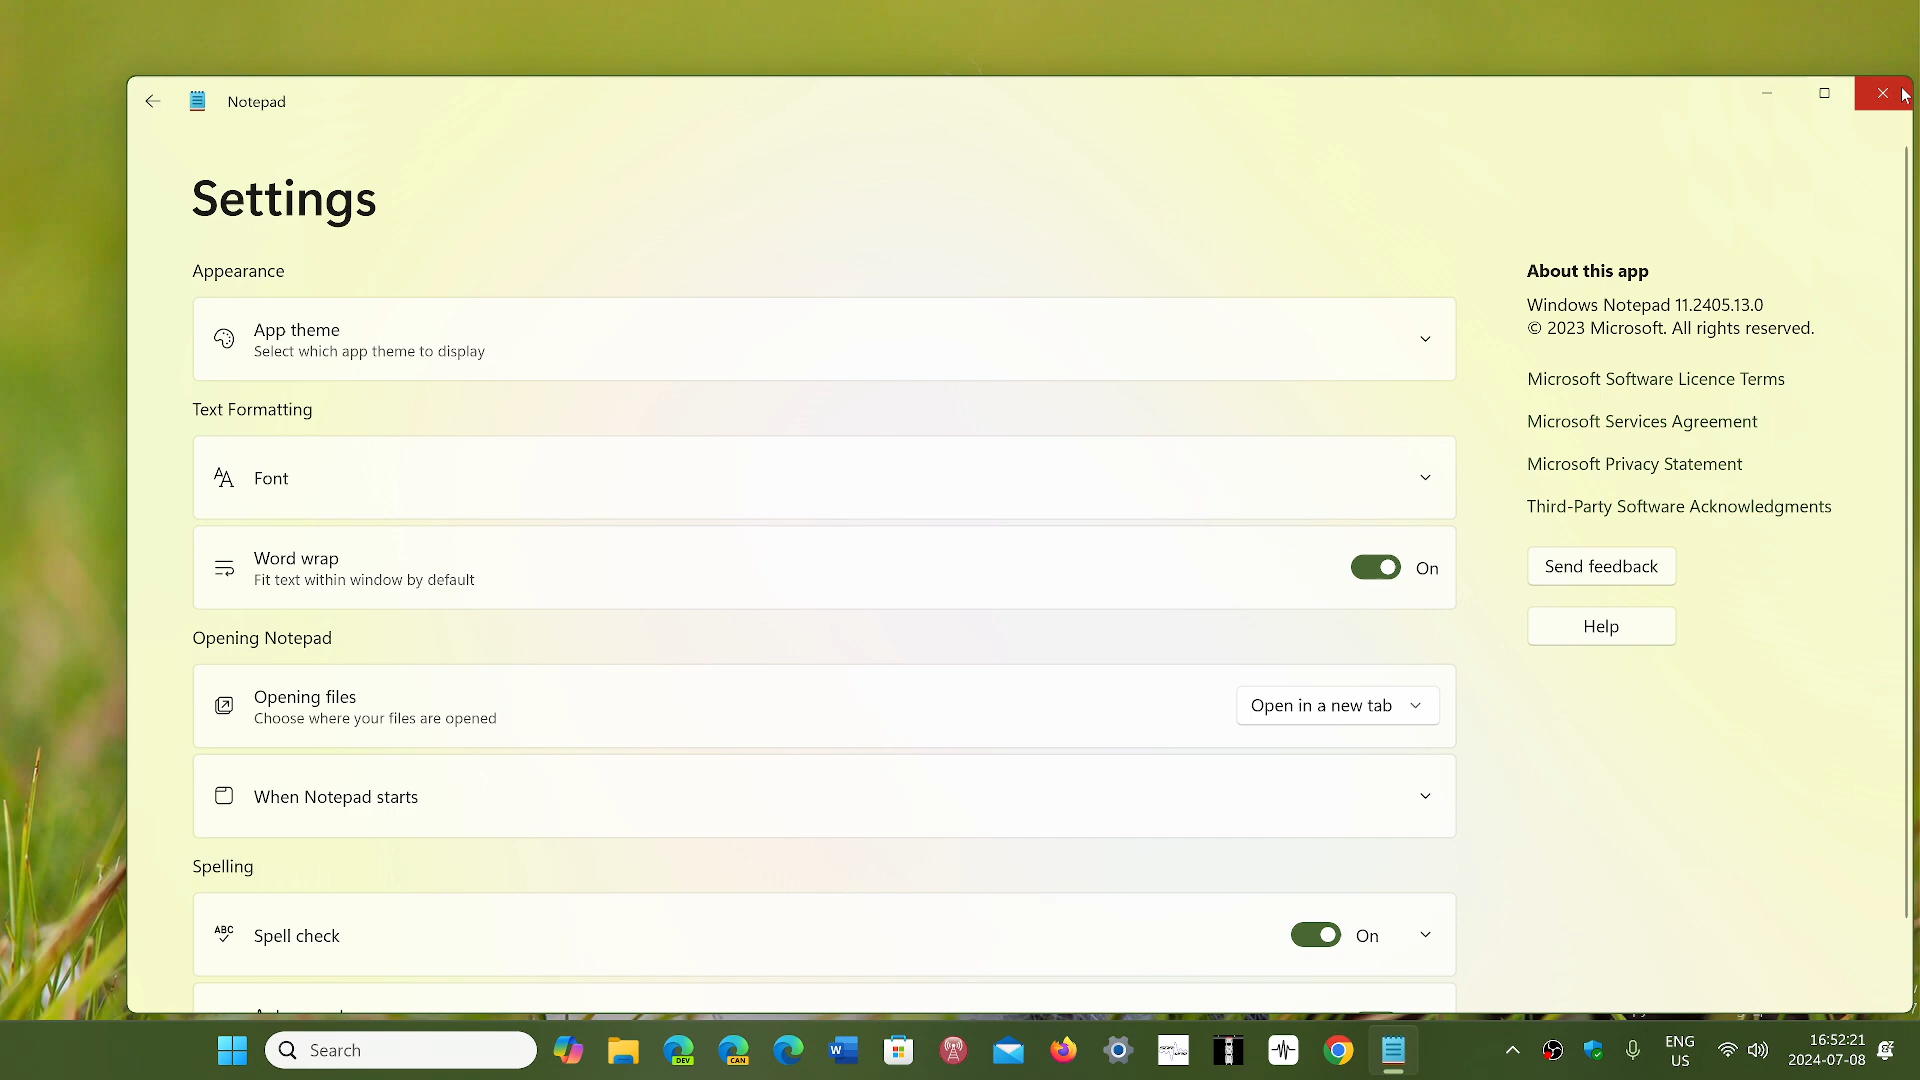 Notepad
Settings
Appearance
App theme
Select which app theme to display
Text Formatting
Font
Word wrap
Fit text within window by default
On
Opening Notepad
Opening files
Choose where your files are opened
Open in a new tab
When Notepad starts
Spelling
ABC
Spell check
On
About this app
Windows Notepad 11.2405.13.0
© 2023 Microsoft. All rights reserved.
Microsoft Software Licence Terms
Microsoft Services Agreement
Microsoft Privacy Statement
Third-Party Software Acknowledgments
Send feedback
Help
Search
DEV
CAN
W
ENG
US
16:52:21
2024-07-08